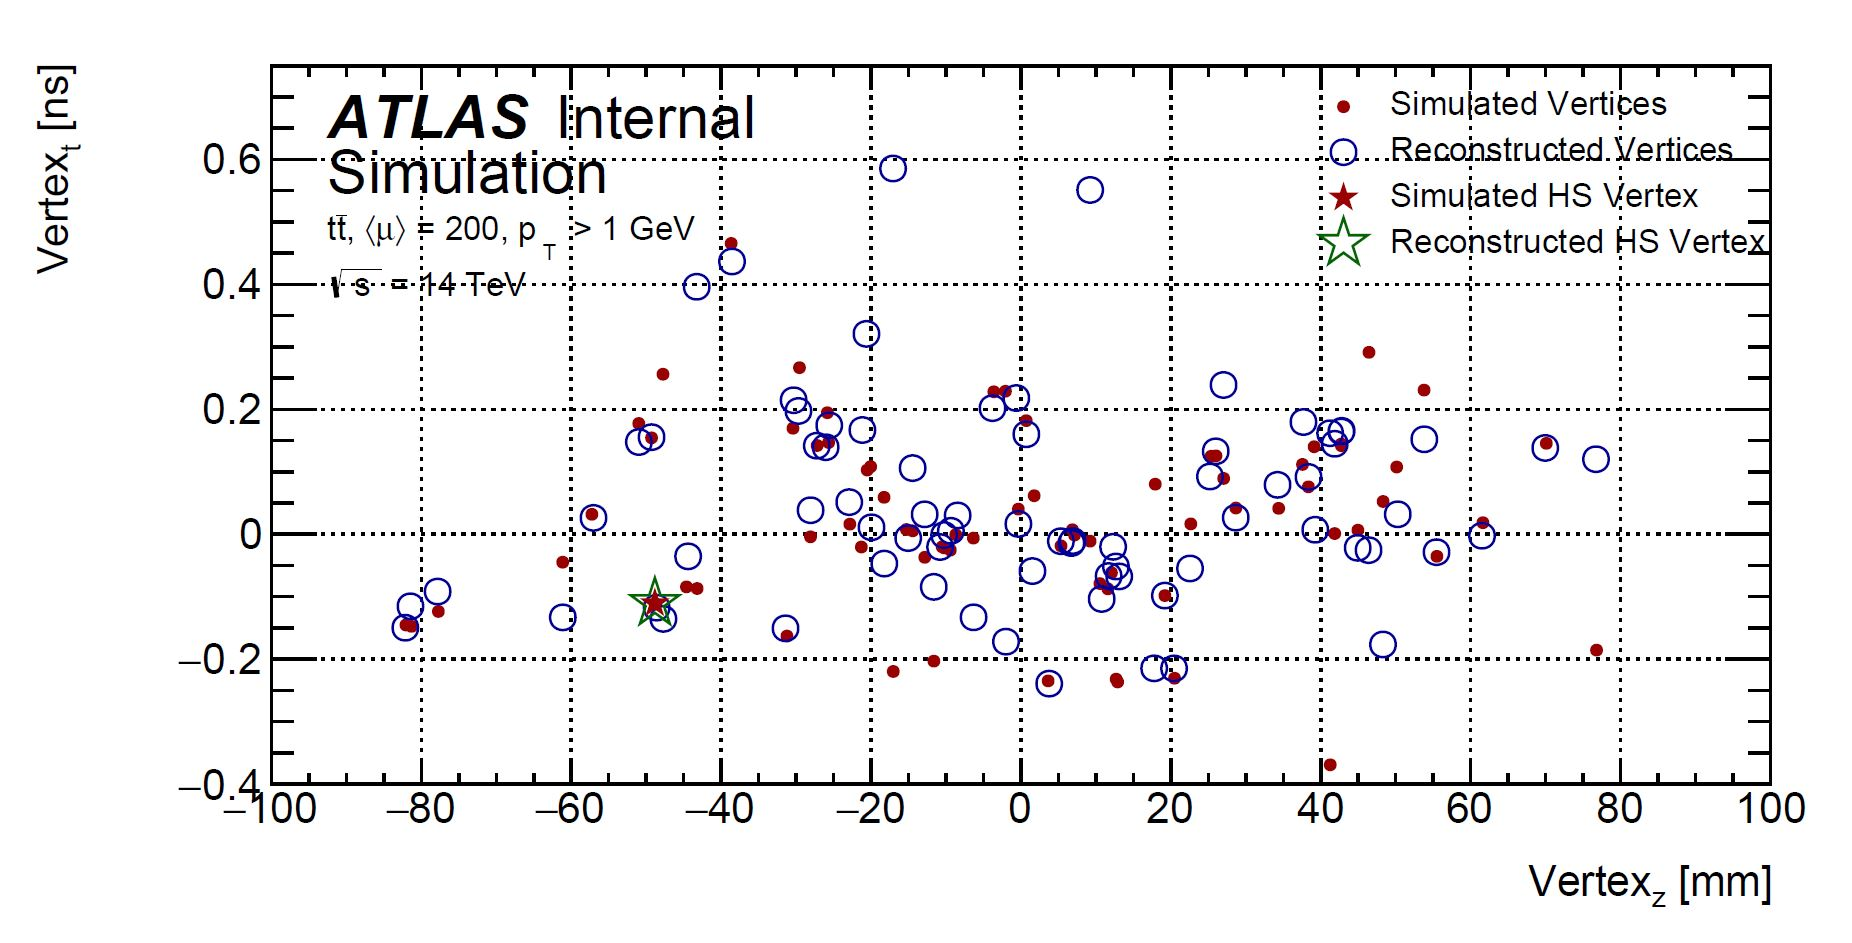 Vertex_t [ns]
ATLAS Internal
Simulation
tt̄, ⟨μ⟩ = 200, p_T > 1 GeV
√s = 14 TeV
Simulated Vertices
Reconstructed Vertices
Simulated HS Vertex
Reconstructed HS Vertex
0.6
0.4
0.2
0
−0.2
−0.4
−100 −80 −60 −40 −20 0 20 40 60 80 100
Vertex_z [mm]